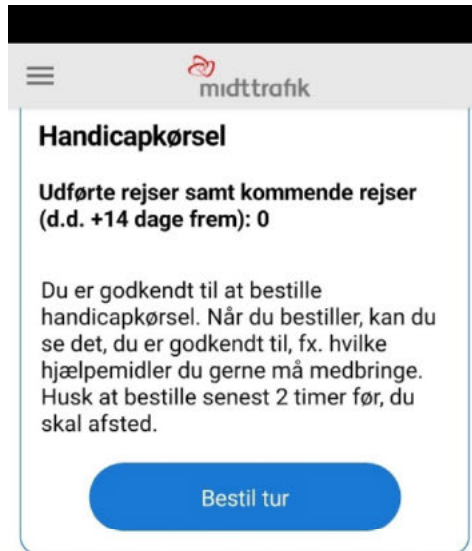 midttrafik
Handicapkørsel
Udførte rejser samt kommende rejser
(d.d. +14 dage frem): 0
Du er godkendt til at bestille
handicapkørsel. Når du bestiller, kan du
se det, du er godkendt til, fx. hvilke
hjælpemidler du gerne må medbringe.
Husk at bestille senest 2 timer før, du
skal afsted.
Bestil tur